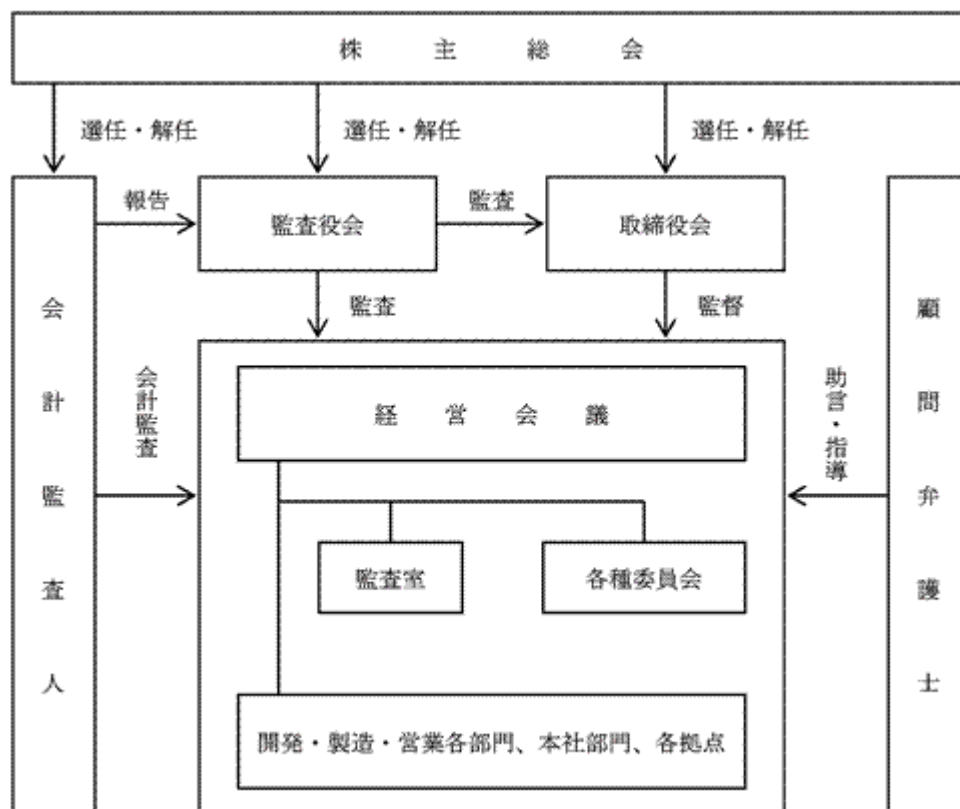 株主総会
選任・解任
選任・解任
選任・解任
報告
監査役会
監査
取締役会
監査
監督
会計監査人
会計監査
経営会議
助言・指導
顧問弁護士
監査室
各種委員会
開発・製造・営業各部門、本社部門、各拠点